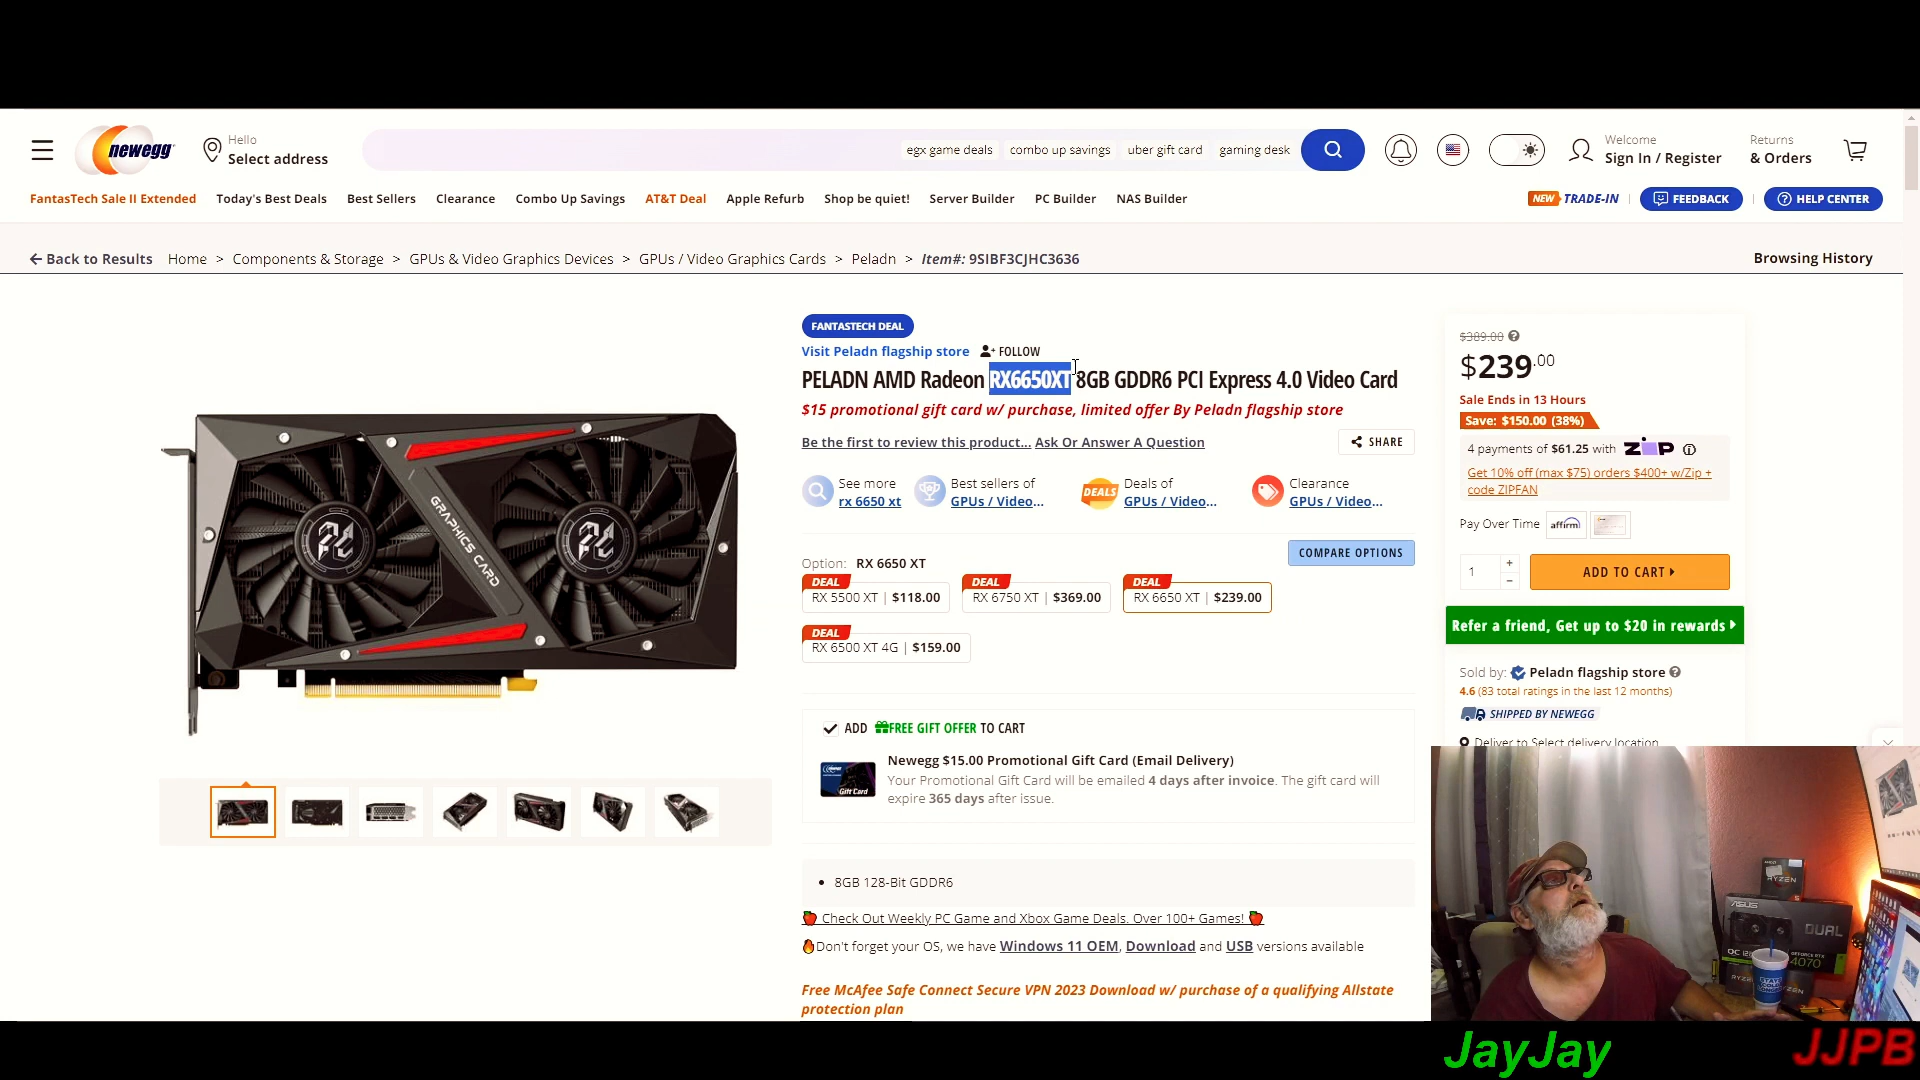 newegg
Hello
Select address
egx game deals combo up savings uber gift card gaming desk
Welcome
Sign In / Register
Returns
& Orders
FantasTech Sale II Extended Today's Best Deals Best Sellers Clearance Combo Up Savings AT&T Deal Apple Refurb Shop be quiet! Server Builder PC Builder NAS Builder
NEW TRADE-IN FEEDBACK HELP CENTER
Back to Results Home > Components & Storage > GPUs & Video Graphics Devices > GPUs / Video Graphics Cards > Peladn > Item#: 9SIBF3CJHC3636
Browsing History
GRAPHICS CARD
FANTASTECH DEAL
Visit Peladn flagship store FOLLOW
PELADN AMD Radeon RX6650XT 8GB GDDR6 PCI Express 4.0 Video Card
$15 promotional gift card w/ purchase, limited offer By Peladn flagship store
Be the first to review this product... Ask Or Answer A Question
SHARE
See more
rx 6650 xt
Best sellers of
GPUs / Video...
DEALS
Deals of
GPUs / Video...
Clearance
GPUs / Video...
Option: RX 6650 XT
COMPARE OPTIONS
DEAL
RX 5500 XT | $118.00
DEAL
RX 6750 XT | $369.00
DEAL
RX 6650 XT | $239.00
DEAL
RX 6500 XT 4G | $159.00
ADD FREE GIFT OFFER TO CART
Gift Card
Newegg $15.00 Promotional Gift Card (Email Delivery)
Your Promotional Gift Card will be emailed 4 days after invoice. The gift card will
expire 365 days after issue.
• 8GB 128-Bit GDDR6
Check Out Weekly PC Game and Xbox Game Deals. Over 100+ Games!
Don't forget your OS, we have Windows 11 OEM, Download and USB versions available
Free McAfee Safe Connect Secure VPN 2023 Download w/ purchase of a qualifying Allstate
protection plan
$389.00
$239.00
Sale Ends in 13 Hours
Save: $150.00 (38%)
4 payments of $61.25 with ZIP
Get 10% off (max $75) orders $400+ w/Zip +
code ZIPFAN
Pay Over Time affirm
1 + -
ADD TO CART
Refer a friend, Get up to $20 in rewards
Sold by: Peladn flagship store
4.6 (83 total ratings in the last 12 months)
SHIPPED BY NEWEGG
Deliver to Select delivery location
RYZEN
ASUS
DUAL
4070
JayJay
JJPB